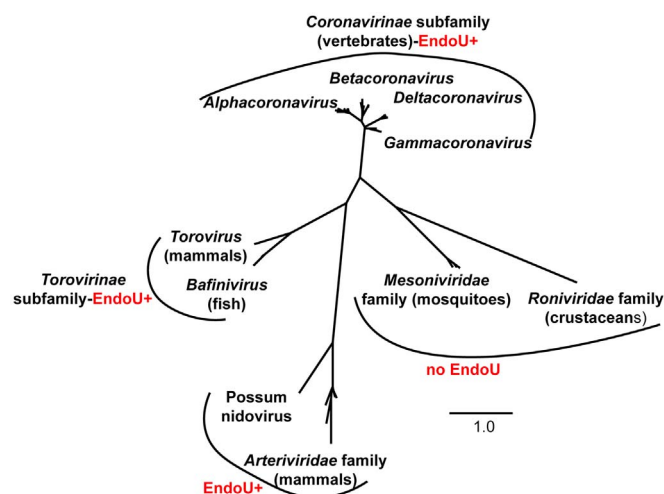 Coronavirinae subfamily
(vertebrates)-EndoU+
Betacoronavirus
Alphacoronavirus
Deltacoronavirus
Gammacoronavirus
Torovirus
(mammals)
Torovirinae
subfamily-EndoU+
Bafinivirus
(fish)
Mesoniviridae
family (mosquitoes)
Roniviridae family
(crustaceans)
no EndoU
Possum
nidovirus
1.0
Arteriviridae family
(mammals)
EndoU+